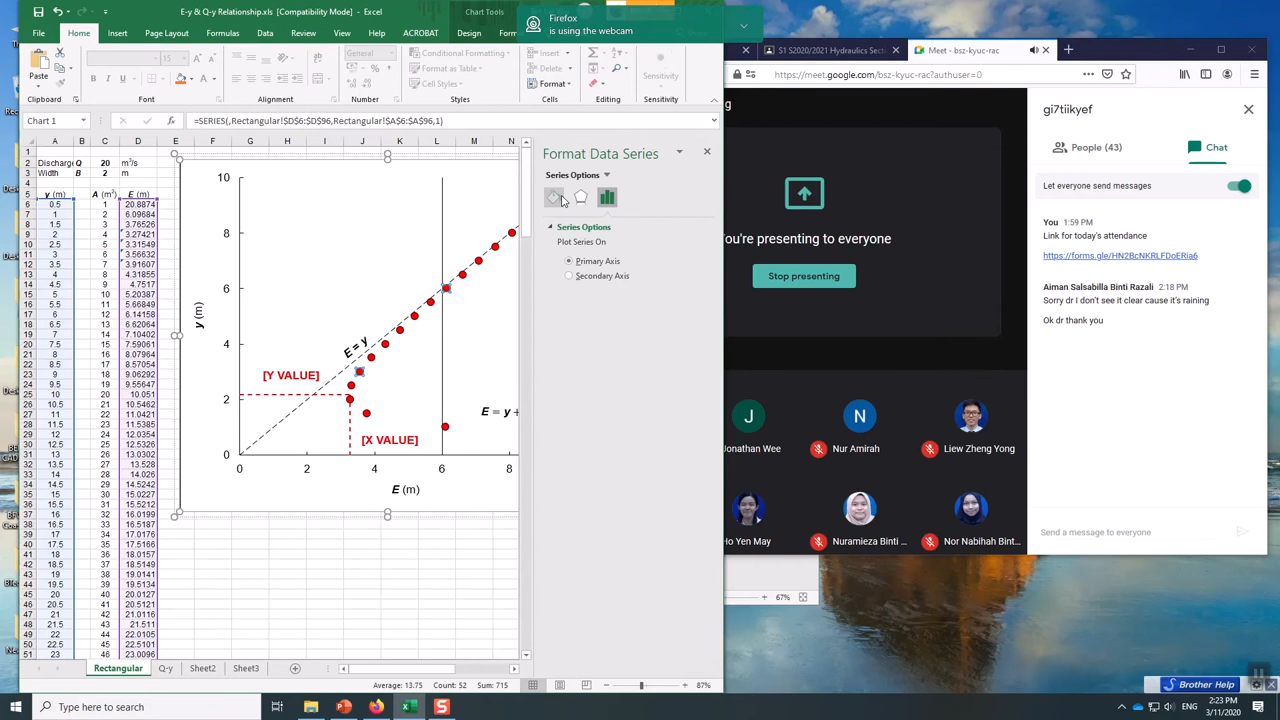 E-y & Q-y Relationship.xls [Compatibility Mode] - Excel
Chart Tools
Firefox
is using the webcam
File Home Insert Page Layout Formulas Data Review View Help ACROBAT Design Format
Paste
Clipboard
Font
Alignment
General
Number
Conditional Formatting
Format as Table
Cell Styles
Styles
Insert
Delete
Format
Cells
Editing
Sensitivity
Sensitivity
Chart 1
=SERIES(,Rectangular!$D$6:$D$96,Rectangular!$A$6:$A$96,1)
A B C D E F G H I J K L M N O
Discharge Q 20 m³/s
Width B 2 m
y (m) A (m²) E (m)
0.5 1 20.8874
1 2 6.09684
1.5 3 3.76526
2 4 3.27421
2.5 5 3.31549
3 6 3.56632
3.5 7 3.91606
4 8 4.31855
4.5 9 4.7517
5 10 5.20387
5.5 11 5.66849
6 12 6.14158
6.5 13 6.62064
7 14 7.10402
7.5 15 7.59061
8 16 8.07964
8.5 17 8.57054
9 18 9.06292
9.5 19 9.55647
10 20 10.051
10.5 21 10.5462
11 22 11.0421
11.5 23 11.5385
12 24 12.0354
12.5 25 12.5326
13 26 13.0302
13.5 27 13.528
14 28 14.026
14.5 29 14.5242
15 30 15.0227
15.5 31 15.5212
16 32 16.0199
16.5 33 16.5187
17 34 17.0176
17.5 35 17.5166
18 36 18.0157
18.5 37 18.5149
19 38 19.0141
19.5 39 19.5134
20 40 20.0127
20.5 41 20.5121
21 42 21.0116
21.5 43 21.511
22 44 22.0105
22.5 45 22.5101
23 46 23.0096
10
8
6
4
2
0
y (m)
E = y
[Y VALUE]
[X VALUE]
E = y +
0 2 4 6 8
E (m)
Format Data Series
Series Options
Series Options
Plot Series On
Primary Axis
Secondary Axis
Rectangular Q-y Sheet2 Sheet3
Average: 13.75 Count: 52 Sum: 715
87%
S1 S2020/2021 Hydraulics Sect
Meet - bsz-kyuc-rac
https://meet.google.com/bsz-kyuc-rac?authuser=0
You're presenting to everyone
Stop presenting
Jonathan Wee
Nur Amirah
Liew Zheng Yong
Ho Yen May
Nuramieza Binti ...
Nor Nabihah Bint...
gi7tiikyef
People (43)
Chat
Let everyone send messages
You 1:59 PM
Link for today's attendance
https://forms.gle/HN2BcNKRLFDoERia6
Aiman Salsabilla Binti Razali 2:18 PM
Sorry dr I don't see it clear cause it's raining
Ok dr thank you
Send a message to everyone
67%
Brother Help
Type here to search
ENG
2:23 PM
3/11/2020